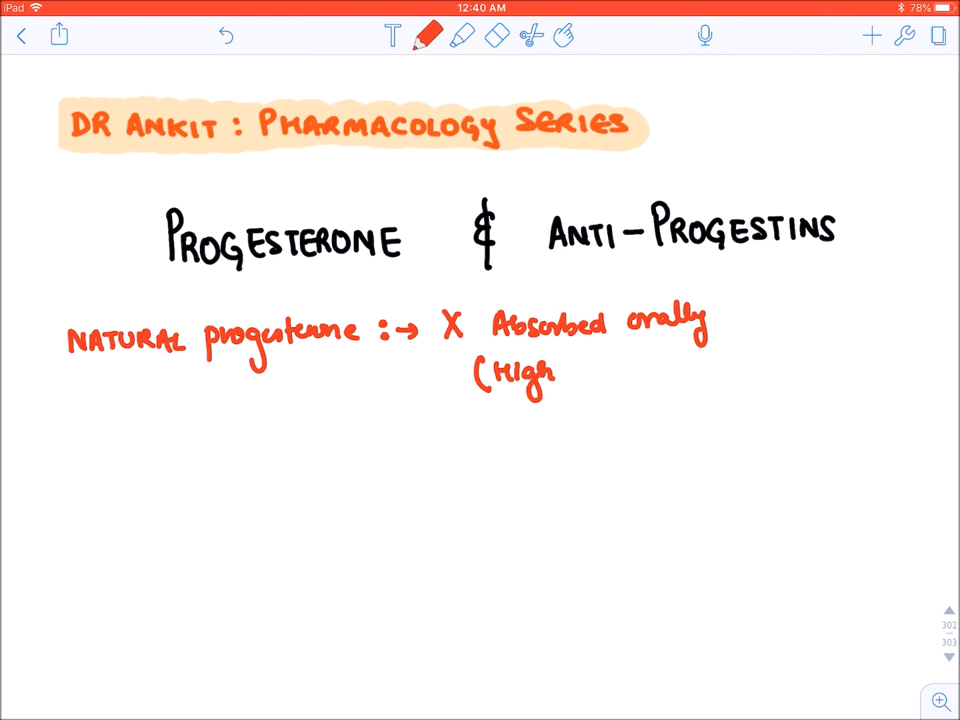 iPad 12:40 AM 78%
T
DR ANKIT : PHARMACOLOGY SERIES
PROGESTERONE & ANTI-PROGESTINS
NATURAL progesterone :→ X Absorbed orally
(High
302
303